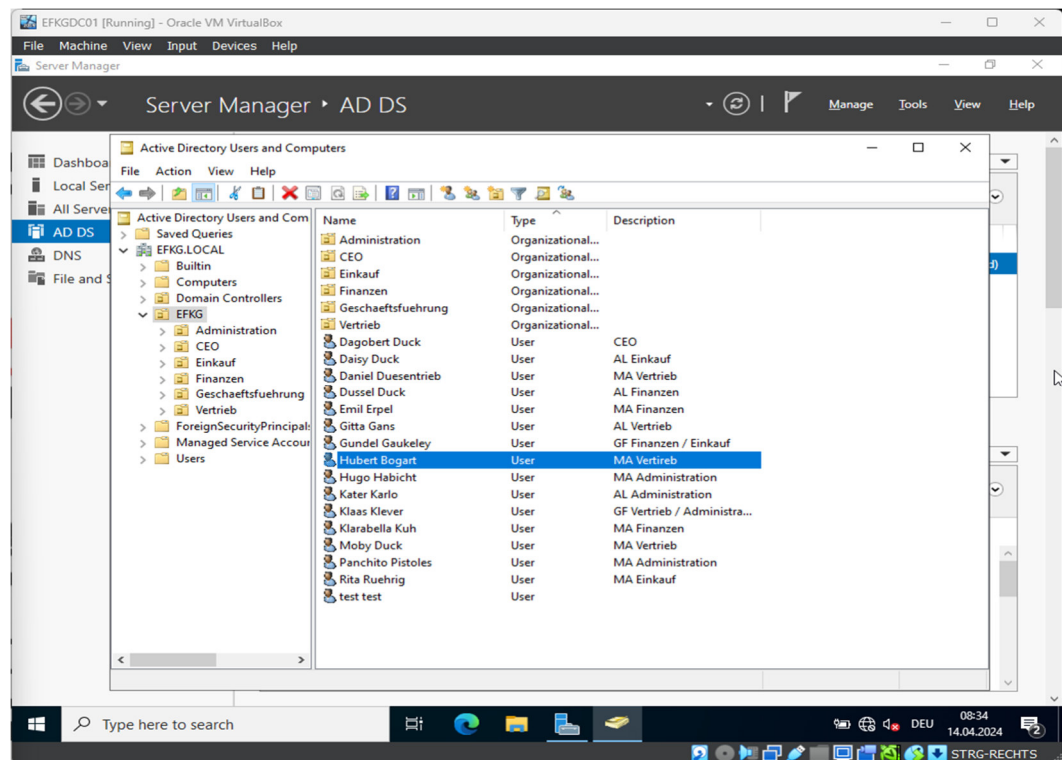 EFKGDC01 [Running] - Oracle VM VirtualBox
File Machine View Input Devices Help
Server Manager
Server Manager ‣ AD DS
Manage Tools View Help
Dashboa
Local Ser
All Server
AD DS
DNS
File and S
Active Directory Users and Computers
File Action View Help
Active Directory Users and Com
Saved Queries
EFKG.LOCAL
Builtin
Computers
Domain Controllers
EFKG
Administration
CEO
Einkauf
Finanzen
Geschaeftsfuehrung
Vertrieb
ForeignSecurityPrincipals
Managed Service Accour
Users
Name Type Description
Administration Organizational...
CEO Organizational...
Einkauf Organizational...
Finanzen Organizational...
Geschaeftsfuehrung Organizational...
Vertrieb Organizational...
Dagobert Duck User CEO
Daisy Duck User AL Einkauf
Daniel Duesentrieb User MA Vertrieb
Dussel Duck User AL Finanzen
Emil Erpel User MA Finanzen
Gitta Gans User AL Vertrieb
Gundel Gaukeley User GF Finanzen / Einkauf
Hubert Bogart User MA Vertireb
Hugo Habicht User MA Administration
Kater Karlo User AL Administration
Klaas Klever User GF Vertrieb / Administra...
Klarabella Kuh User MA Finanzen
Moby Duck User MA Vertrieb
Panchito Pistoles User MA Administration
Rita Ruehrig User MA Einkauf
test test User
d)
Type here to search
DEU
08:34
14.04.2024
2
STRG-RECHTS